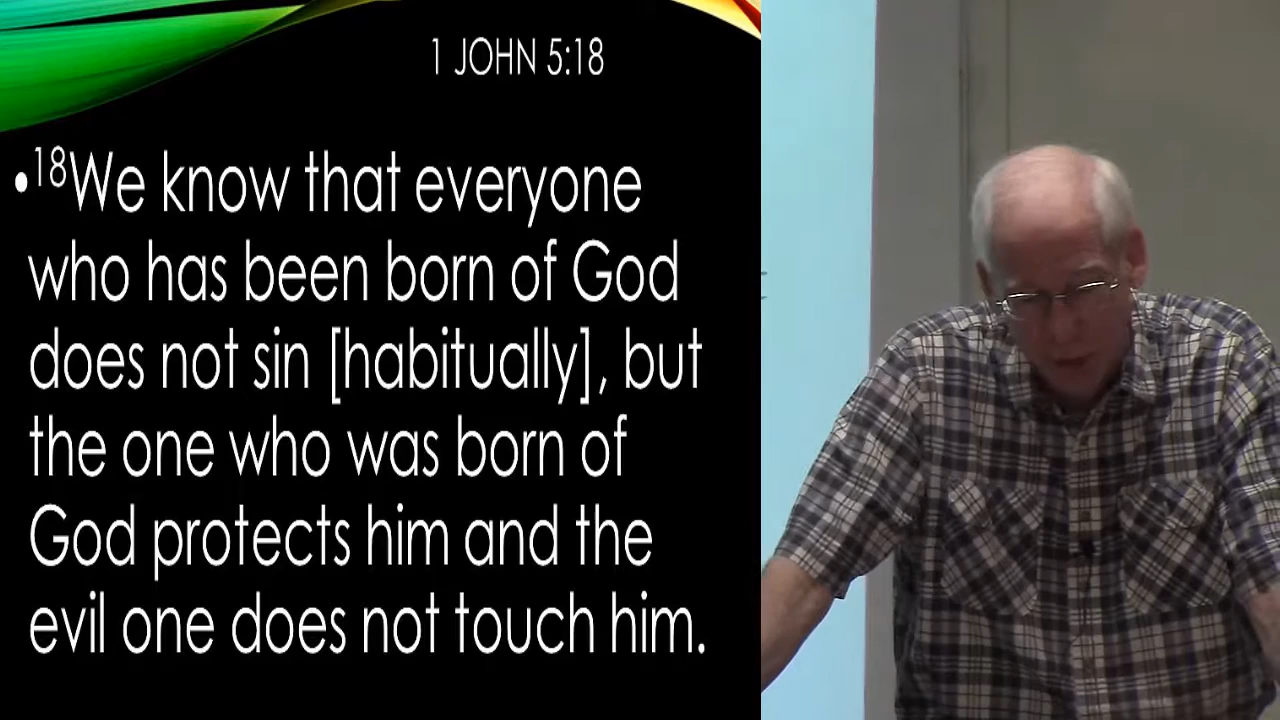 1 JOHN 5:18
•18We know that everyone
who has been born of God
does not sin [habitually], but
the one who was born of
God protects him and the
evil one does not touch him.